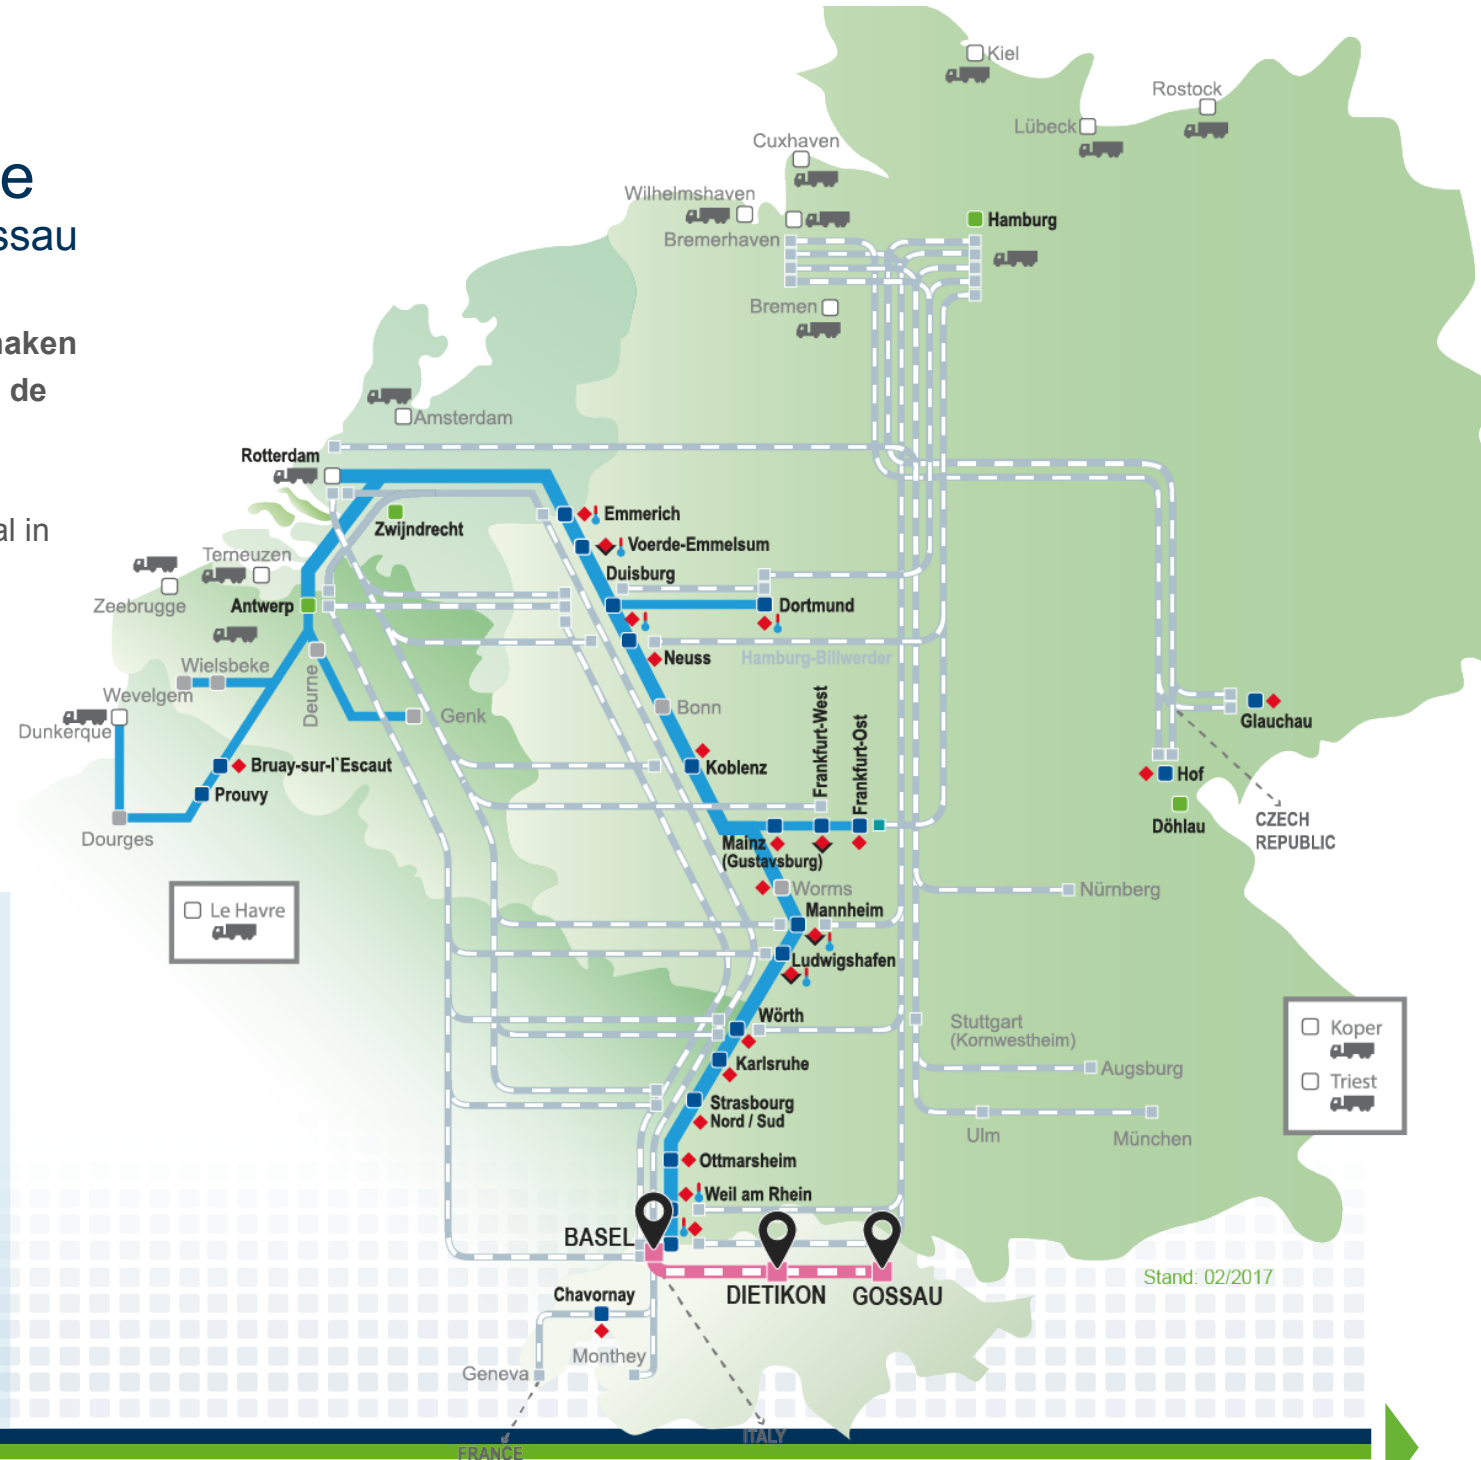 e
ssau
naken
de
al in
Kiel
Rostock
Lübeck
Cuxhaven
Wilhelmshaven
Bremerhaven
Hamburg
Bremen
Amsterdam
Rotterdam
Zwijndrecht
Emmerich
Voerde-Emmelsum
Duisburg
Terneuzen
Zeebrugge
Antwerp
Dortmund
Neuss
Hamburg-Billwerder
Wielsbeke
Wevelgem
Deurne
Genk
Bonn
Dunkerque
Frankfurt-West
Frankfurt-Ost
Glauchau
Bruay-sur-l`Escaut
Koblenz
Prouvy
Hof
Döhlau
CZECH
REPUBLIC
Dourges
Mainz
(Gustavsburg)
Worms
Nürnberg
Le Havre
Mannheim
Ludwigshafen
Wörth
Stuttgart
(Kornwestheim)
Koper
Triest
Karlsruhe
Augsburg
Strasbourg
Nord / Sud
Ulm
München
Ottmarsheim
Weil am Rhein
BASEL
DIETIKON
GOSSAU
Stand: 02/2017
Chavornay
Monthey
Geneva
ITALY
FRANCE